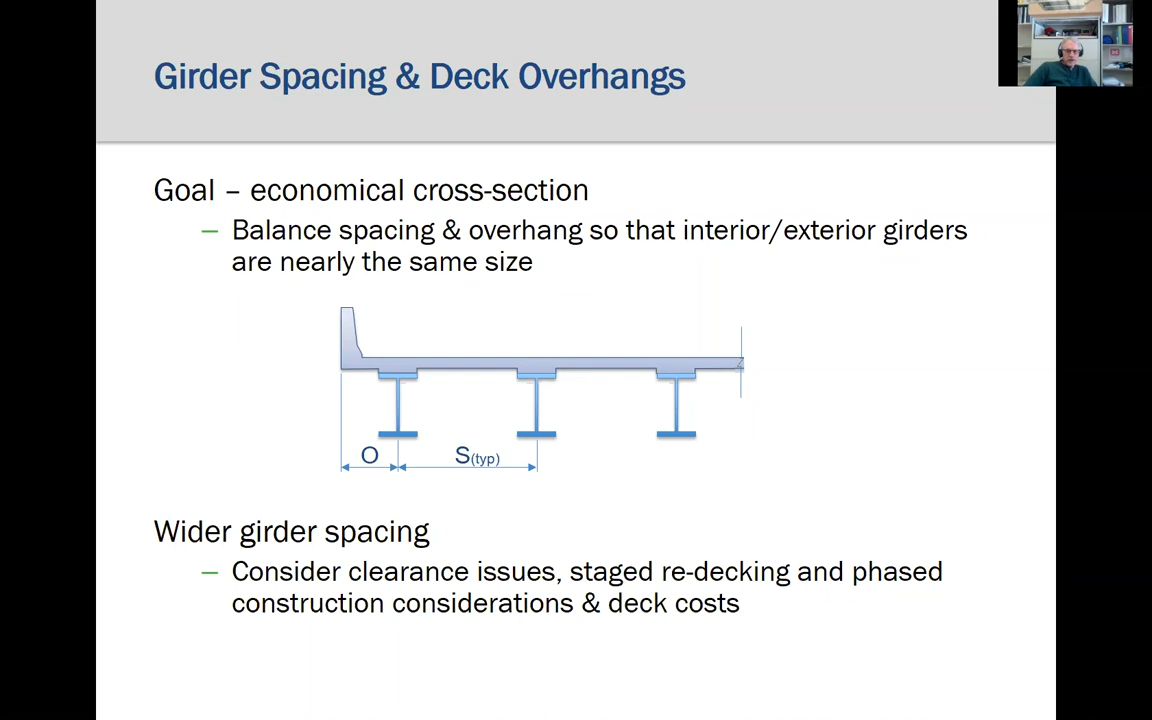 Girder Spacing & Deck Overhangs
Goal – economical cross-section
– Balance spacing & overhang so that interior/exterior girders
are nearly the same size
O
S(typ)
Wider girder spacing
– Consider clearance issues, staged re-decking and phased
construction considerations & deck costs